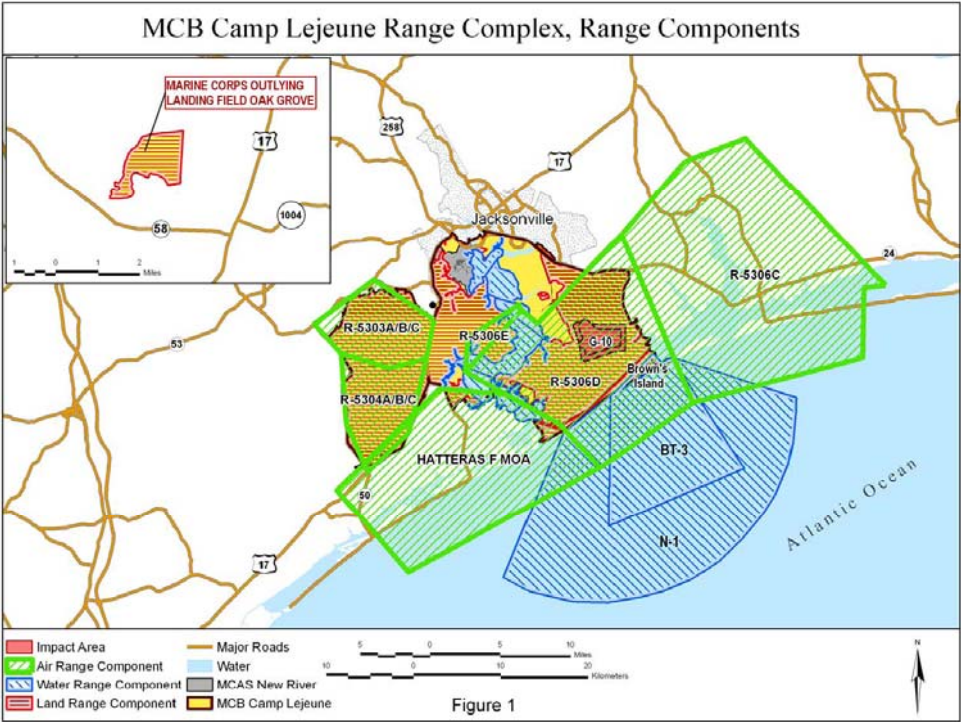 MCB Camp Lejeune Range Complex, Range Components
MARINE CORPS OUTLYING
LANDING FIELD OAK GROVE
17
58
1004
1 0 1 2
Miles
258
17
Jacksonville
24
R-5306C
53
R-5303A/B/C
R-5306E
G-10
R-5304A/B/C
R-5306D
Brown's
Island
HATTERAS F MOA
BT-3
50
N-1
17
Atlantic Ocean
Impact Area
Air Range Component
Water Range Component
Land Range Component
Major Roads
Water
MCAS New River
MCB Camp Lejeune
5 0 5 10
Miles
10 0 10 20
Kilometers
Figure 1
N